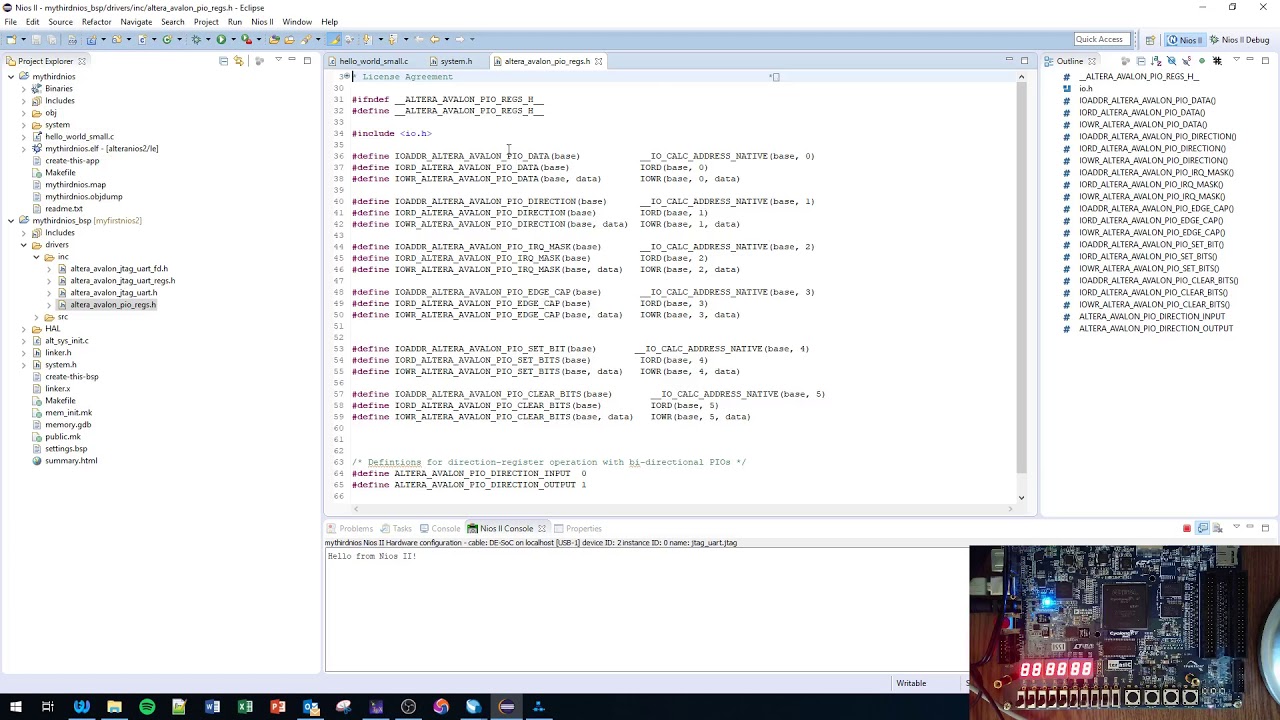 Nios II - mythirdnios_bsp/drivers/inc/altera_avalon_pio_regs.h - Eclipse
File Edit Source Refactor Navigate Search Project Run Nios II Window Help
Quick Access
Nios II
Nios II Debug
Project Explorer
mythirdnios
Binaries
Includes
obj
system
hello_world_small.c
mythirdnios.elf - [alteranios2/le]
create-this-app
Makefile
mythirdnios.map
mythirdnios.objdump
readme.txt
mythirdnios_bsp [myfirstnios2]
Includes
drivers
inc
altera_avalon_jtag_uart_fd.h
altera_avalon_jtag_uart_regs.h
altera_avalon_jtag_uart.h
altera_avalon_pio_regs.h
src
HAL
alt_sys_init.c
linker.h
system.h
create-this-bsp
linker.x
Makefile
mem_init.mk
memory.gdb
public.mk
settings.bsp
summary.html
hello_world_small.c system.h altera_avalon_pio_regs.h
3 * License Agreement
30
31 #ifndef __ALTERA_AVALON_PIO_REGS_H__
32 #define __ALTERA_AVALON_PIO_REGS_H__
33
34 #include <io.h>
35
36 #define IOADDR_ALTERA_AVALON_PIO_DATA(base) __IO_CALC_ADDRESS_NATIVE(base, 0)
37 #define IORD_ALTERA_AVALON_PIO_DATA(base) IORD(base, 0)
38 #define IOWR_ALTERA_AVALON_PIO_DATA(base, data) IOWR(base, 0, data)
39
40 #define IOADDR_ALTERA_AVALON_PIO_DIRECTION(base) __IO_CALC_ADDRESS_NATIVE(base, 1)
41 #define IORD_ALTERA_AVALON_PIO_DIRECTION(base) IORD(base, 1)
42 #define IOWR_ALTERA_AVALON_PIO_DIRECTION(base, data) IOWR(base, 1, data)
43
44 #define IOADDR_ALTERA_AVALON_PIO_IRQ_MASK(base) __IO_CALC_ADDRESS_NATIVE(base, 2)
45 #define IORD_ALTERA_AVALON_PIO_IRQ_MASK(base) IORD(base, 2)
46 #define IOWR_ALTERA_AVALON_PIO_IRQ_MASK(base, data) IOWR(base, 2, data)
47
48 #define IOADDR_ALTERA_AVALON_PIO_EDGE_CAP(base) __IO_CALC_ADDRESS_NATIVE(base, 3)
49 #define IORD_ALTERA_AVALON_PIO_EDGE_CAP(base) IORD(base, 3)
50 #define IOWR_ALTERA_AVALON_PIO_EDGE_CAP(base, data) IOWR(base, 3, data)
51
52
53 #define IOADDR_ALTERA_AVALON_PIO_SET_BIT(base) __IO_CALC_ADDRESS_NATIVE(base, 4)
54 #define IORD_ALTERA_AVALON_PIO_SET_BITS(base) IORD(base, 4)
55 #define IOWR_ALTERA_AVALON_PIO_SET_BITS(base, data) IOWR(base, 4, data)
56
57 #define IOADDR_ALTERA_AVALON_PIO_CLEAR_BITS(base) __IO_CALC_ADDRESS_NATIVE(base, 5)
58 #define IORD_ALTERA_AVALON_PIO_CLEAR_BITS(base) IORD(base, 5)
59 #define IOWR_ALTERA_AVALON_PIO_CLEAR_BITS(base, data) IOWR(base, 5, data)
60
61
62
63 /* Defintions for direction-register operation with bi-directional PIOs */
64 #define ALTERA_AVALON_PIO_DIRECTION_INPUT 0
65 #define ALTERA_AVALON_PIO_DIRECTION_OUTPUT 1
66
Outline
__ALTERA_AVALON_PIO_REGS_H__
io.h
IOADDR_ALTERA_AVALON_PIO_DATA()
IORD_ALTERA_AVALON_PIO_DATA()
IOWR_ALTERA_AVALON_PIO_DATA()
IOADDR_ALTERA_AVALON_PIO_DIRECTION()
IORD_ALTERA_AVALON_PIO_DIRECTION()
IOWR_ALTERA_AVALON_PIO_DIRECTION()
IOADDR_ALTERA_AVALON_PIO_IRQ_MASK()
IORD_ALTERA_AVALON_PIO_IRQ_MASK()
IOWR_ALTERA_AVALON_PIO_IRQ_MASK()
IOADDR_ALTERA_AVALON_PIO_EDGE_CAP()
IORD_ALTERA_AVALON_PIO_EDGE_CAP()
IOWR_ALTERA_AVALON_PIO_EDGE_CAP()
IOADDR_ALTERA_AVALON_PIO_SET_BIT()
IORD_ALTERA_AVALON_PIO_SET_BITS()
IOWR_ALTERA_AVALON_PIO_SET_BITS()
IOADDR_ALTERA_AVALON_PIO_CLEAR_BITS()
IORD_ALTERA_AVALON_PIO_CLEAR_BITS()
IOWR_ALTERA_AVALON_PIO_CLEAR_BITS()
ALTERA_AVALON_PIO_DIRECTION_INPUT
ALTERA_AVALON_PIO_DIRECTION_OUTPUT
Problems Tasks Console Nios II Console Properties
mythirdnios Nios II Hardware configuration - cable: DE-SoC on localhost [USB-1] device ID: 2 instance ID: 0 name: jtag_uart.jtag
Hello from Nios II!
Writable
Cyclone V
888888